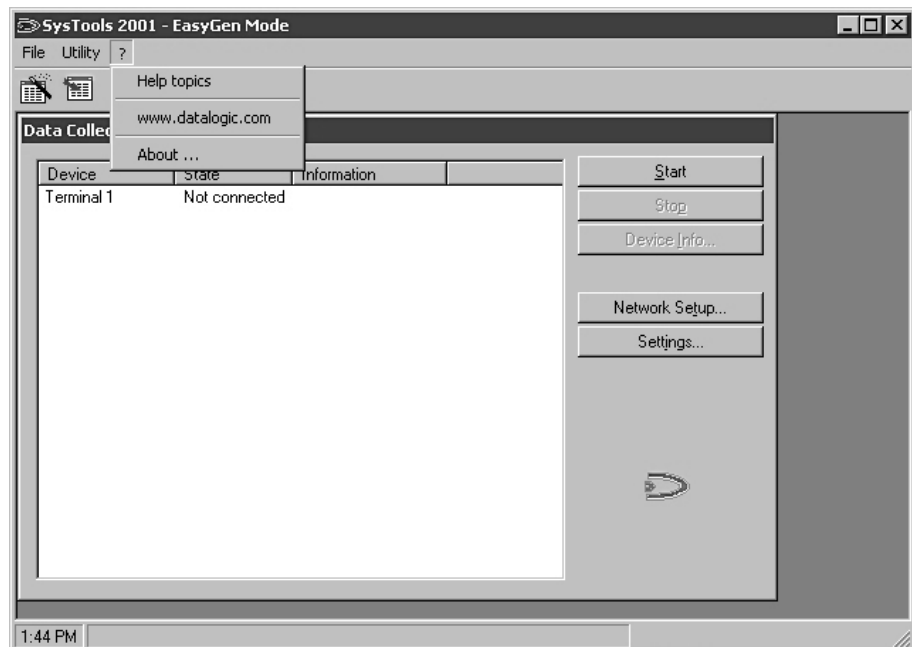 SysTools 2001 - EasyGen Mode
File Utility ?
Help topics
www.datalogic.com
About ...
Data Collec
Device State Information
Terminal 1 Not connected
Start
Stop
Device Info...
Network Setup...
Settings...
1:44 PM